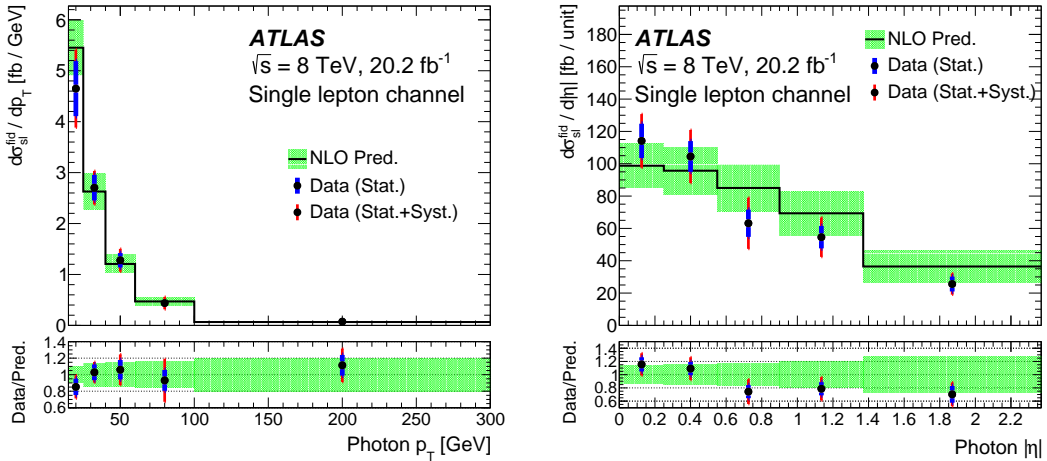 dσ_sl^fid / dp_T [fb / GeV]
6
5
4
3
2
1
0
ATLAS
√s = 8 TeV, 20.2 fb⁻¹
Single lepton channel
NLO Pred.
Data (Stat.)
Data (Stat.+Syst.)
Data/Pred.
1.4
1.2
1
0.8
0.6
50 100 150 200 250 300
Photon p_T [GeV]
dσ_sl^fid / d|η| [fb / unit]
180
160
140
120
100
80
60
40
20
0
ATLAS
√s = 8 TeV, 20.2 fb⁻¹
Single lepton channel
NLO Pred.
Data (Stat.)
Data (Stat.+Syst.)
Data/Pred.
1.4
1.2
1
0.8
0.6
0 0.2 0.4 0.6 0.8 1 1.2 1.4 1.6 1.8 2 2.2
Photon |η|